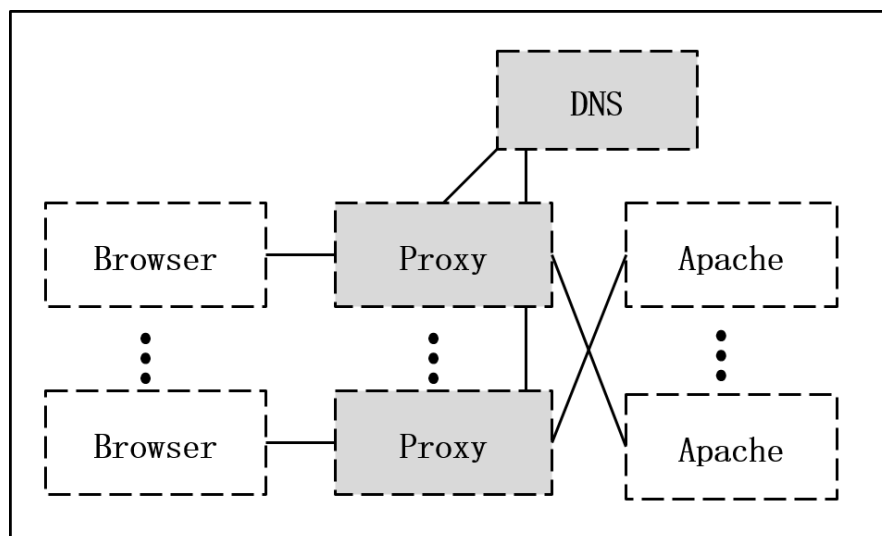 DNS
Browser
Proxy
Apache
Browser
Proxy
Apache